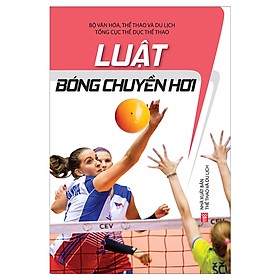 BỘ VĂN HÓA, THỂ THAO VÀ DU LỊCH
TỔNG CỤC THỂ DỤC THỂ THAO
LUẬT
BÓNG CHUYỀN HƠI
NHÀ XUẤT BẢN
THỂ THAO VÀ DU LỊCH
CEV